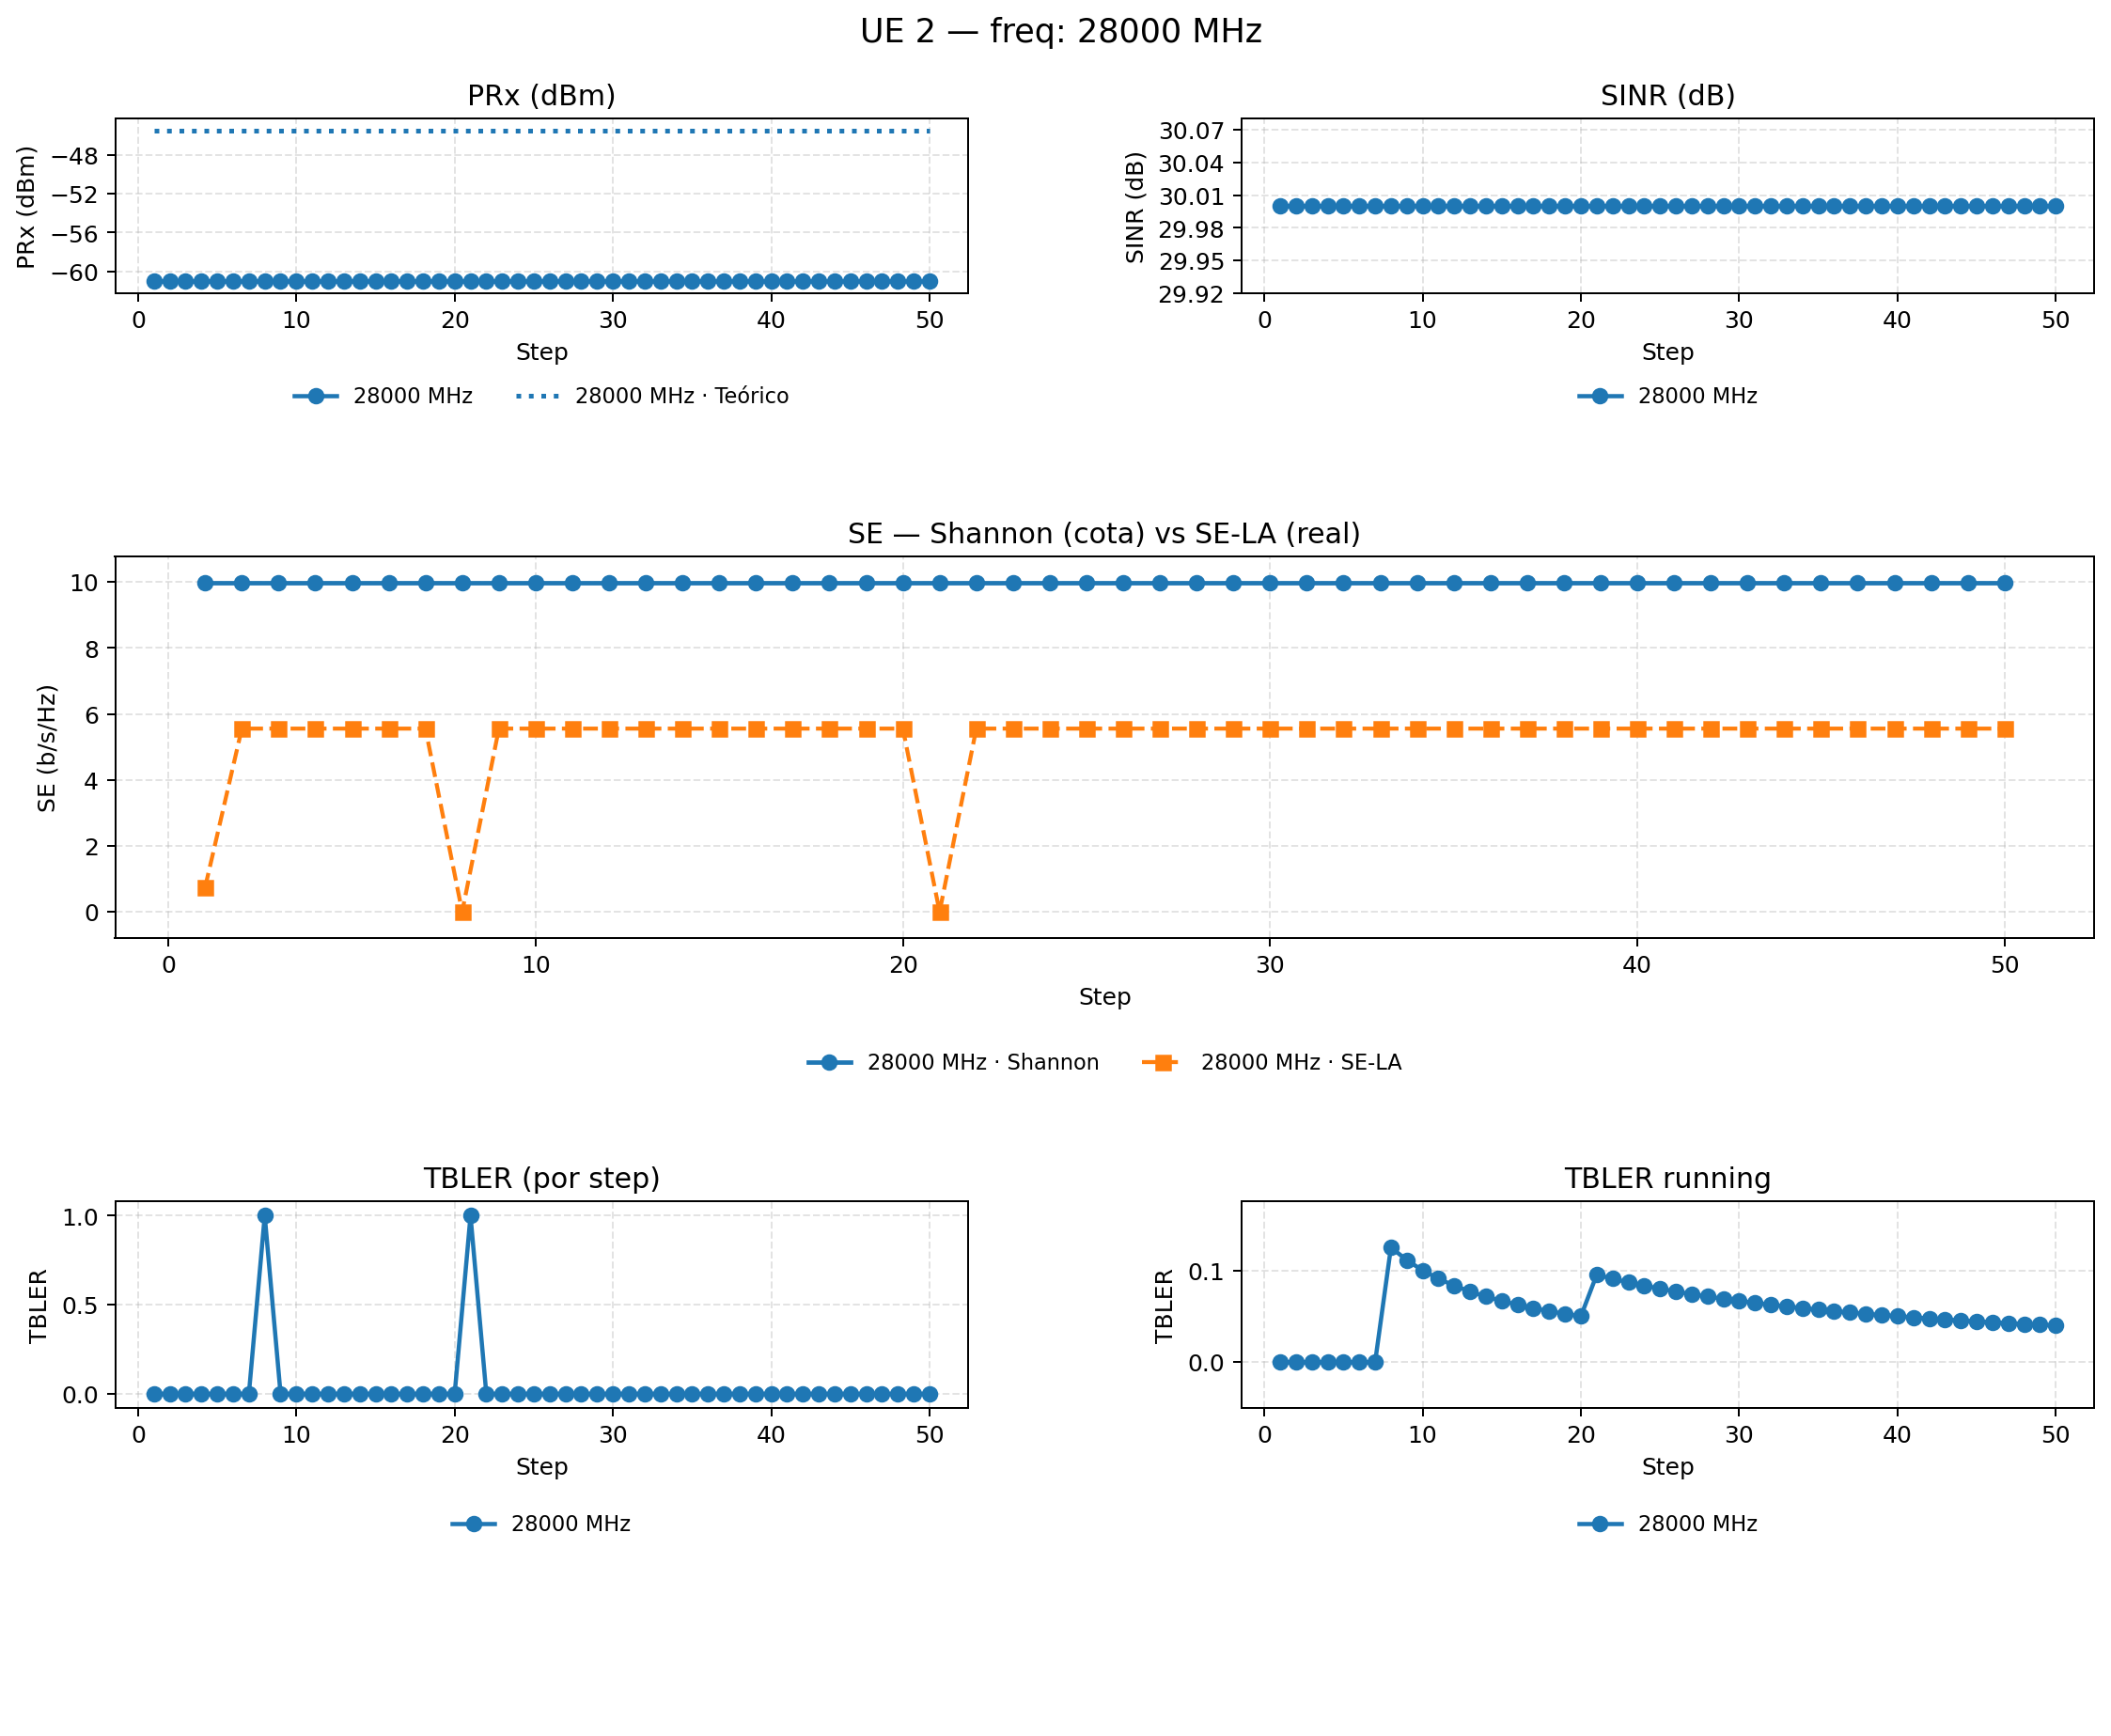 UE 2 — freq: 28000 MHz
PRx (dBm)
PRx (dBm)
−48
−52
−56
−60
0 10 20 30 40 50
Step
28000 MHz 28000 MHz · Teórico
SINR (dB)
SINR (dB)
30.07
30.04
30.01
29.98
29.95
29.92
0 10 20 30 40 50
Step
28000 MHz
SE — Shannon (cota) vs SE-LA (real)
SE (b/s/Hz)
10
8
6
4
2
0
0 10 20 30 40 50
Step
28000 MHz · Shannon 28000 MHz · SE-LA
TBLER (por step)
TBLER
1.0
0.5
0.0
0 10 20 30 40 50
Step
28000 MHz
TBLER running
TBLER
0.1
0.0
0 10 20 30 40 50
Step
28000 MHz